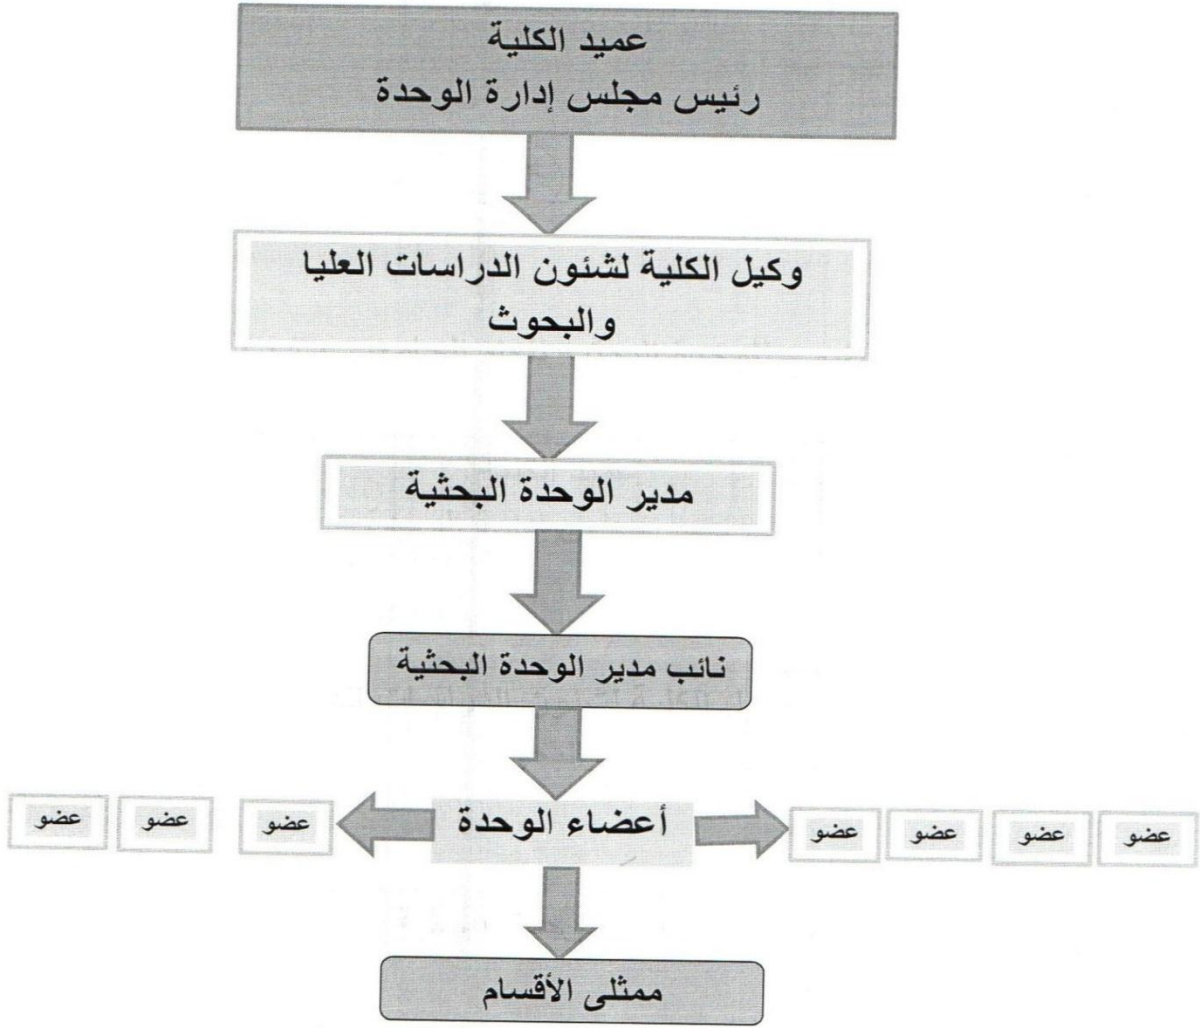 عميد الكلية
رئيس مجلس إدارة الوحدة
وكيل الكلية لشئون الدراسات العليا
والبحوث
مدير الوحدة البحثية
نائب مدير الوحدة البحثية
أعضاء الوحدة
عضو
عضو
عضو
عضو
عضو
عضو
عضو
ممثلى الأقسام